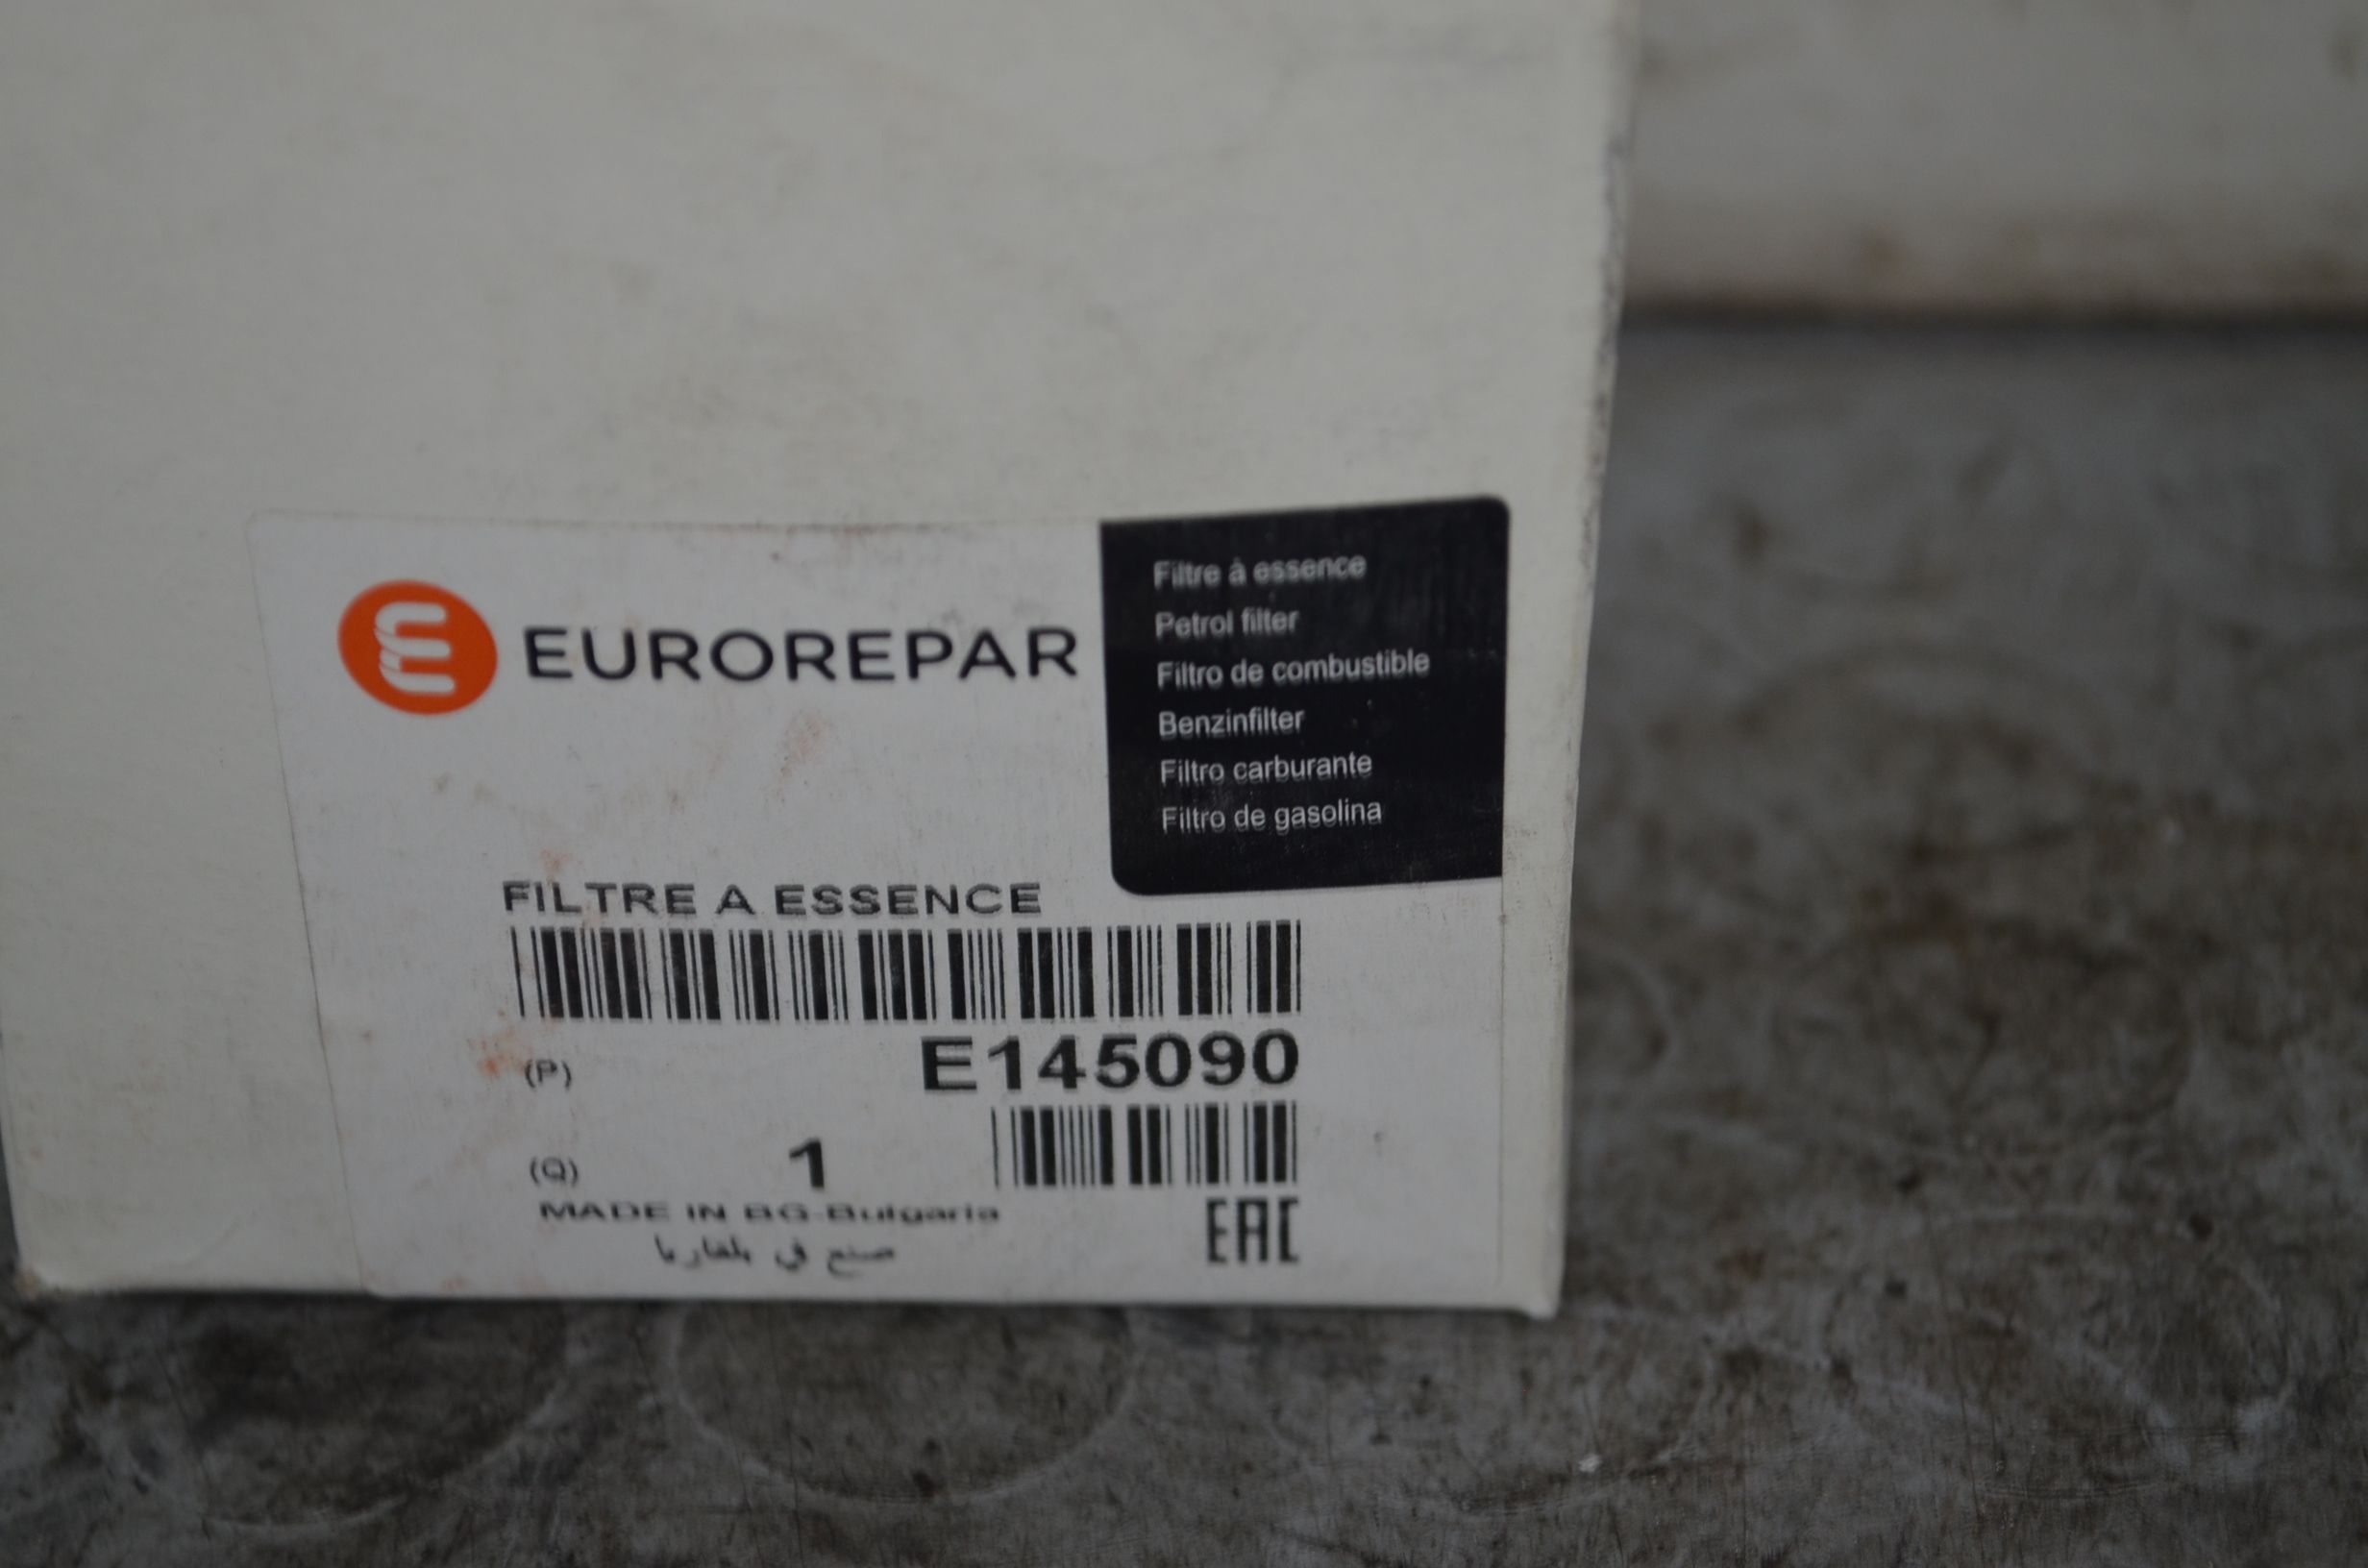 EUROREPAR
Filtre à essence
Petrol filter
Filtro de combustible
Benzinfilter
Filtro carburante
Filtro de gasolina
FILTRE A ESSENCE
(P) E145090
(Q) 1
MADE IN BG-Bulgaria
صنع في بلغاريا
EAC